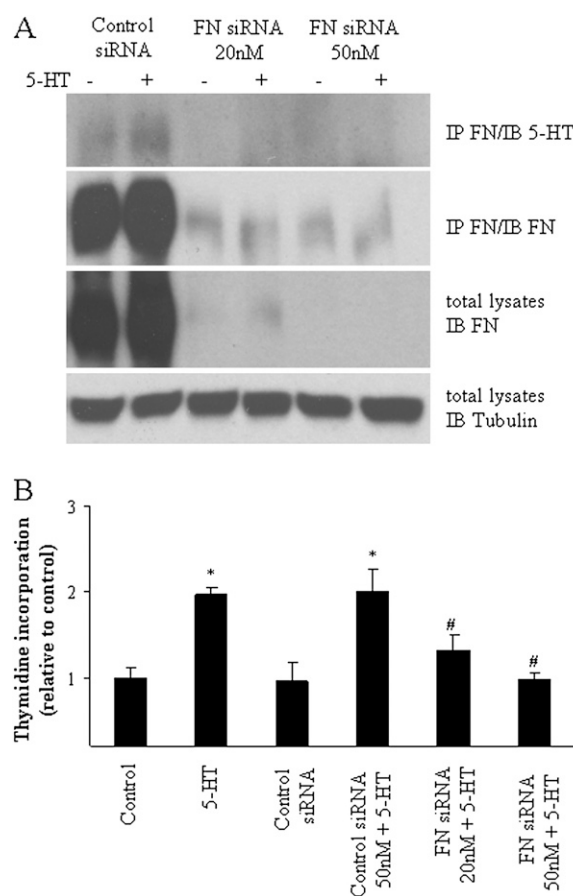 A
Control siRNA
FN siRNA 20nM
FN siRNA 50nM
5-HT - + - + - +
IP FN/IB 5-HT
IP FN/IB FN
total lysates
IB FN
total lysates
IB Tubulin
B
Thymidine incorporation
(relative to control)
3
2
1
*
*
#
#
Control
5-HT
Control
siRNA
Control siRNA
50nM + 5-HT
FN siRNA
20nM + 5-HT
FN siRNA
50nM + 5-HT